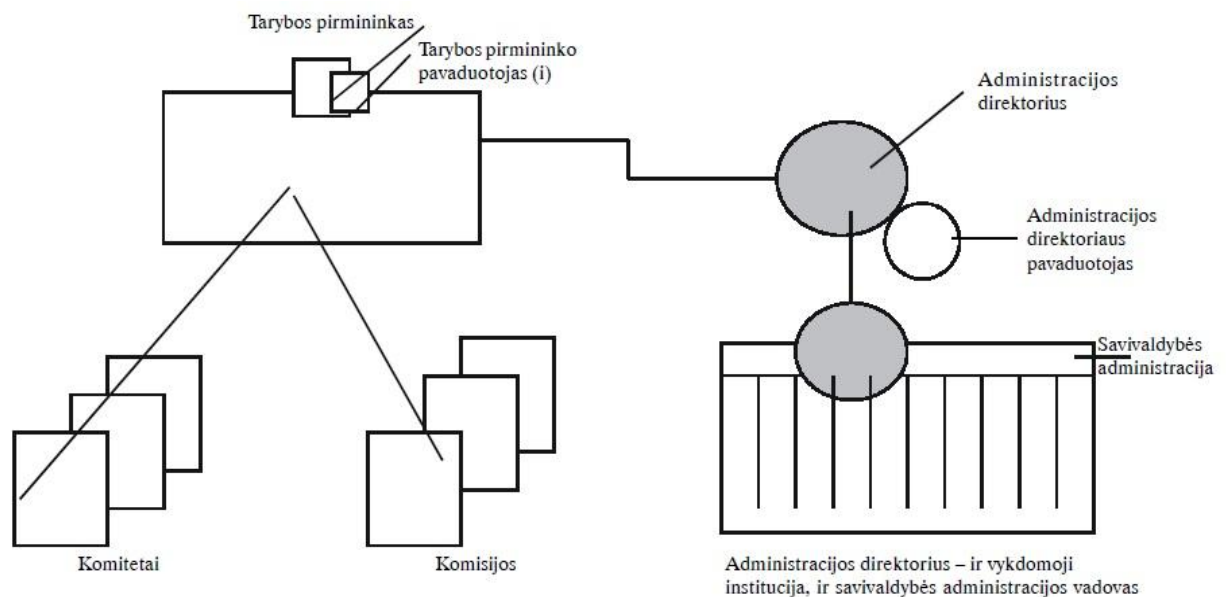 Tarybos pirmininkas
Tarybos pirmininko
pavaduotojas (i)
Administracijos
direktorius
Administracijos
direktoriaus
pavaduotojas
Savivaldybės
administracija
Komitetai
Komisijos
Administracijos direktorius – ir vykdomoji
institucija, ir savivaldybės administracijos vadovas